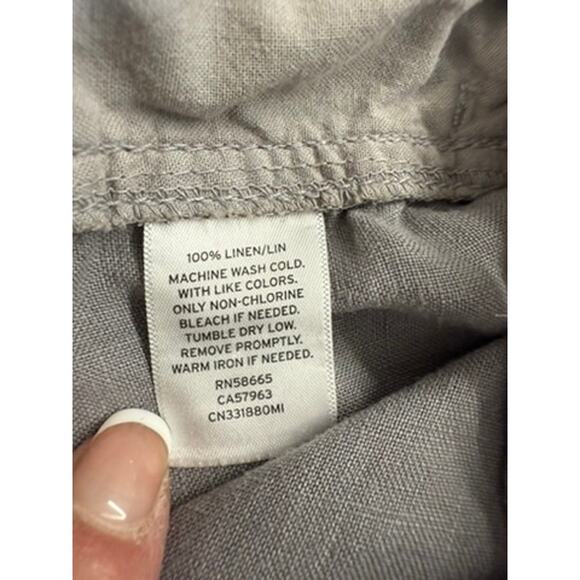 100% LINEN/LIN
MACHINE WASH COLD.
WITH LIKE COLORS.
ONLY NON-CHLORINE
BLEACH IF NEEDED.
TUMBLE DRY LOW.
REMOVE PROMPTLY.
WARM IRON IF NEEDED.
RN58665
CA57963
CN331880MI